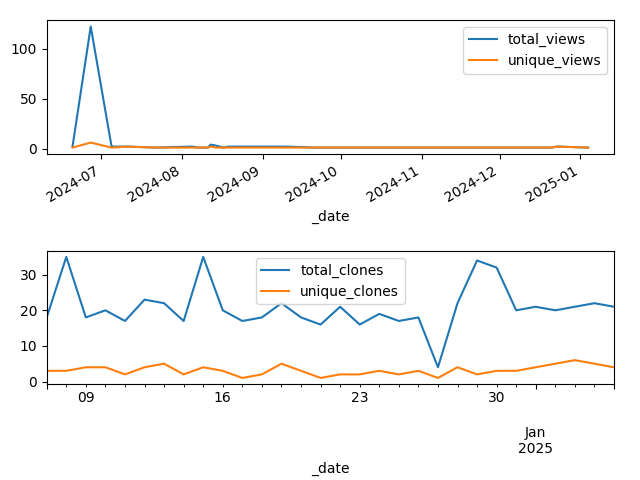 100
50
0
total_views
unique_views
2024-07
2024-08
2024-09
2024-10
2024-11
2024-12
2025-01
_date
30
20
10
0
total_clones
unique_clones
09
16
23
30
Jan
2025
_date